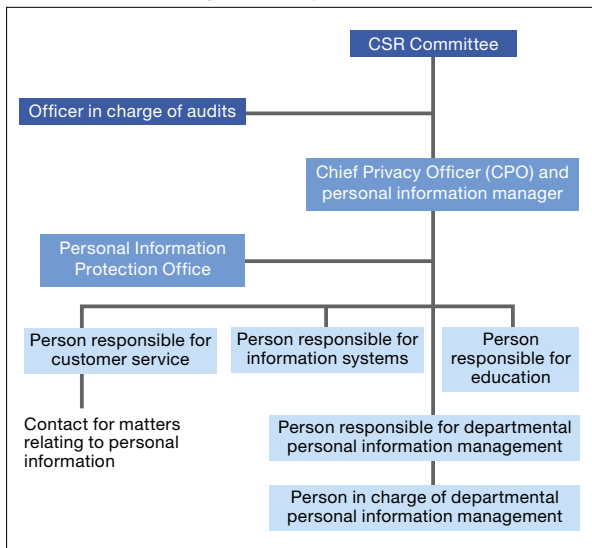 CSR Committee
Officer in charge of audits
Chief Privacy Officer (CPO) and
personal information manager
Personal Information
Protection Office
Person responsible for
customer service
Person responsible for
information systems
Person
responsible for
education
Contact for matters
relating to personal
information
Person responsible for departmental
personal information management
Person in charge of departmental
personal information management